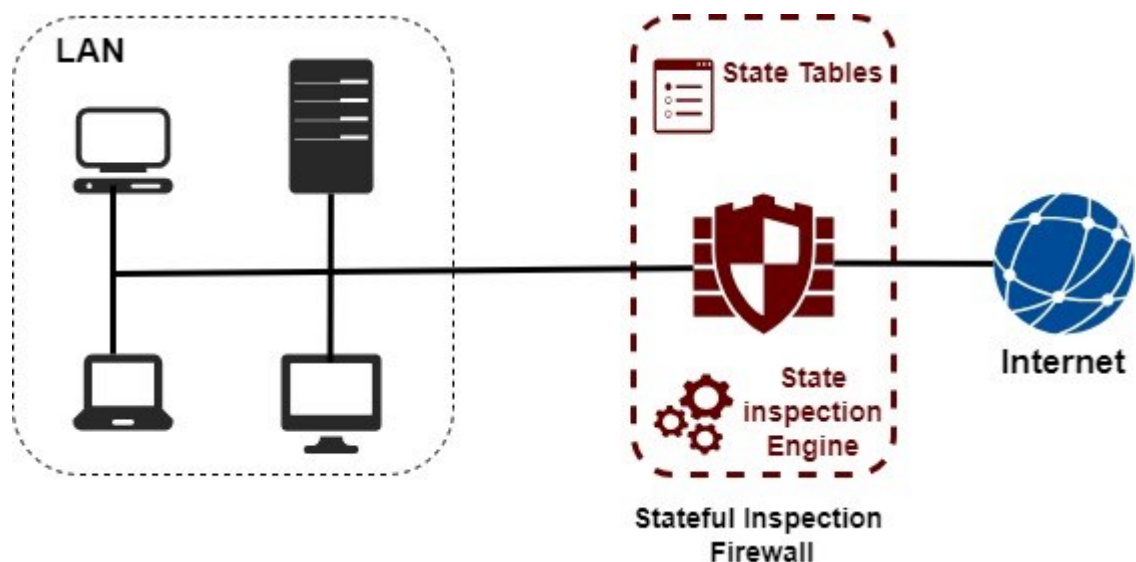 LAN
State Tables
State
inspection
Engine
Internet
Stateful Inspection
Firewall